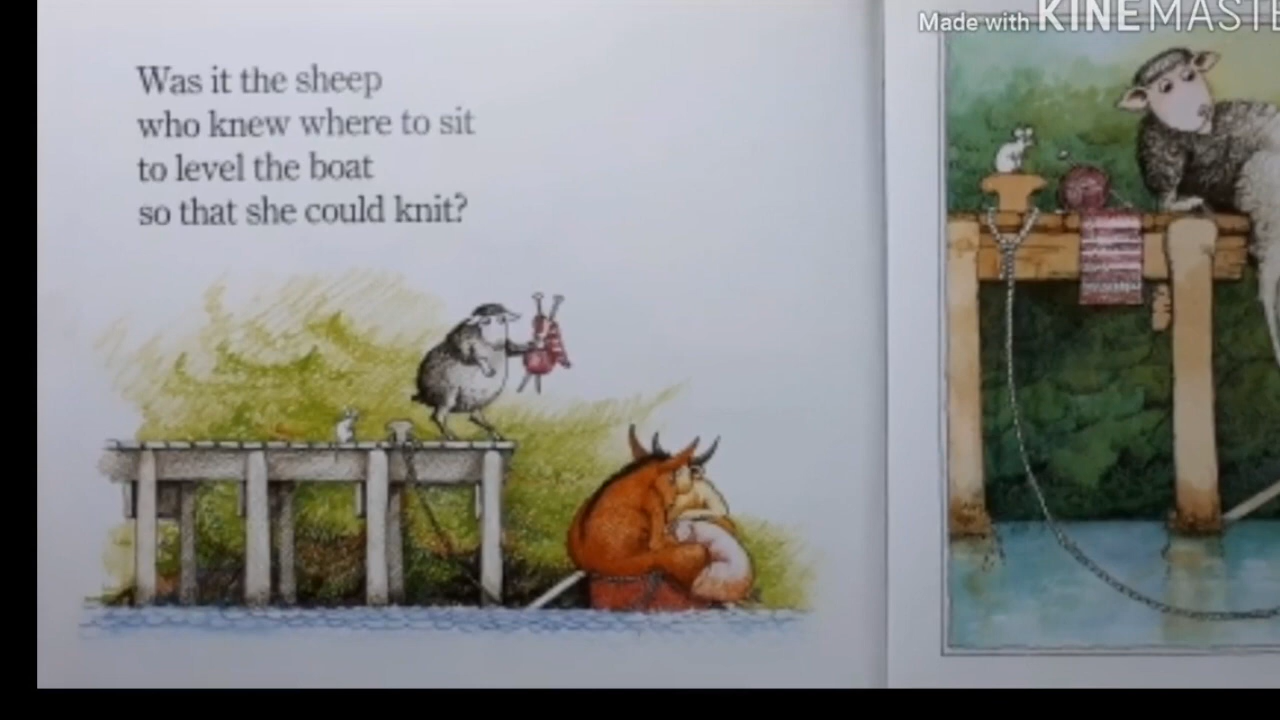 Was it the sheep
who knew where to sit
to level the boat
so that she could knit?
Made with KINEMASTE